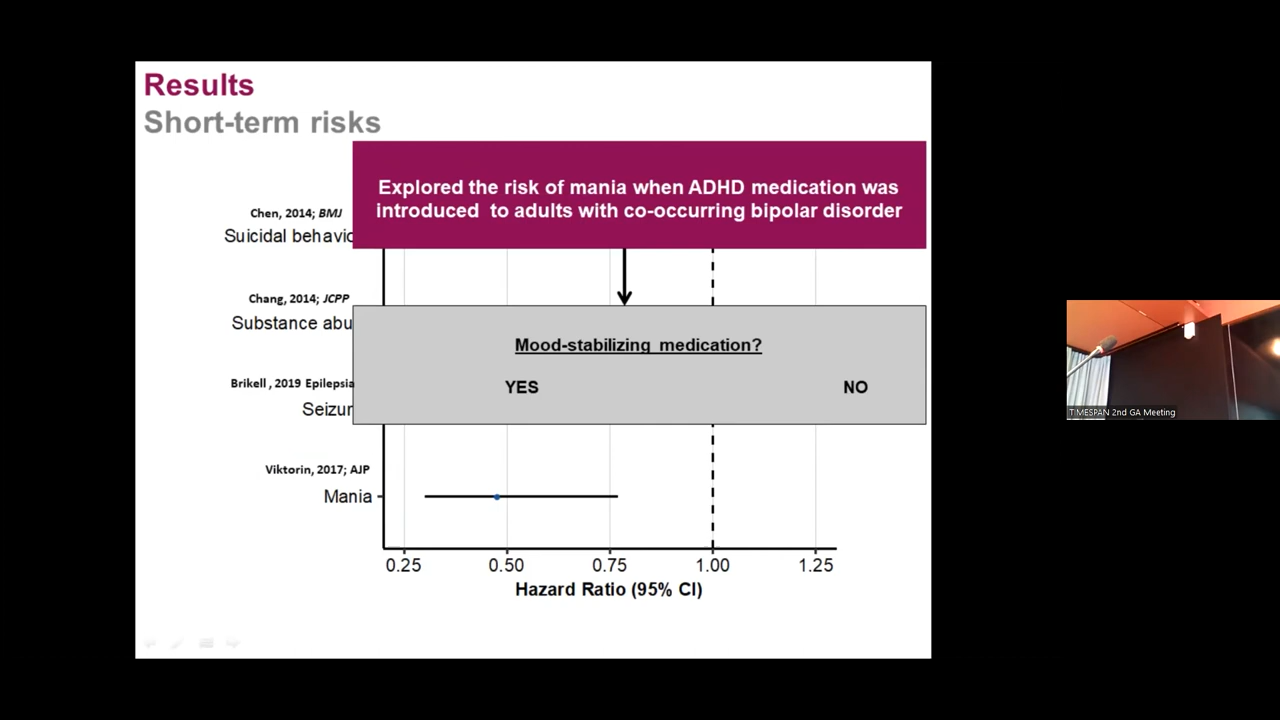 Results
Short-term risks
Explored the risk of mania when ADHD medication was
introduced to adults with co-occurring bipolar disorder
Chen, 2014; BMJ
Suicidal behavio
Chang, 2014; JCPP
Substance abu
Mood-stabilizing medication?
YES NO
Brikell , 2019 Epilepsia
Seizur
Viktorin, 2017; AJP
Mania
0.25 0.50 0.75 1.00 1.25
Hazard Ratio (95% CI)
TIMESPAN 2nd GA Meeting